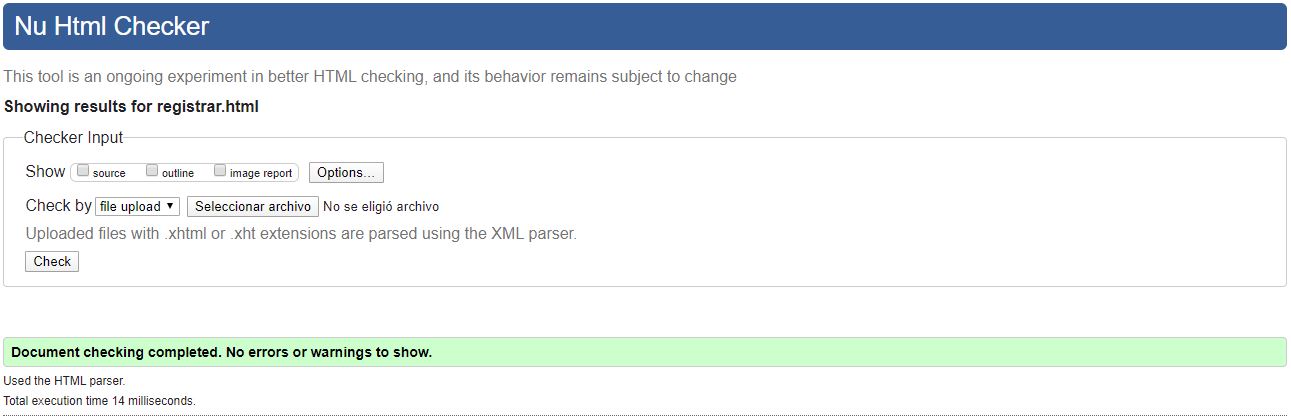 Nu Html Checker
This tool is an ongoing experiment in better HTML checking, and its behavior remains subject to change
Showing results for registrar.html
Checker Input
Show source outline image report Options...
Check by file upload Seleccionar archivo No se eligió archivo
Uploaded files with .xhtml or .xht extensions are parsed using the XML parser.
Check
Document checking completed. No errors or warnings to show.
Used the HTML parser.
Total execution time 14 milliseconds.